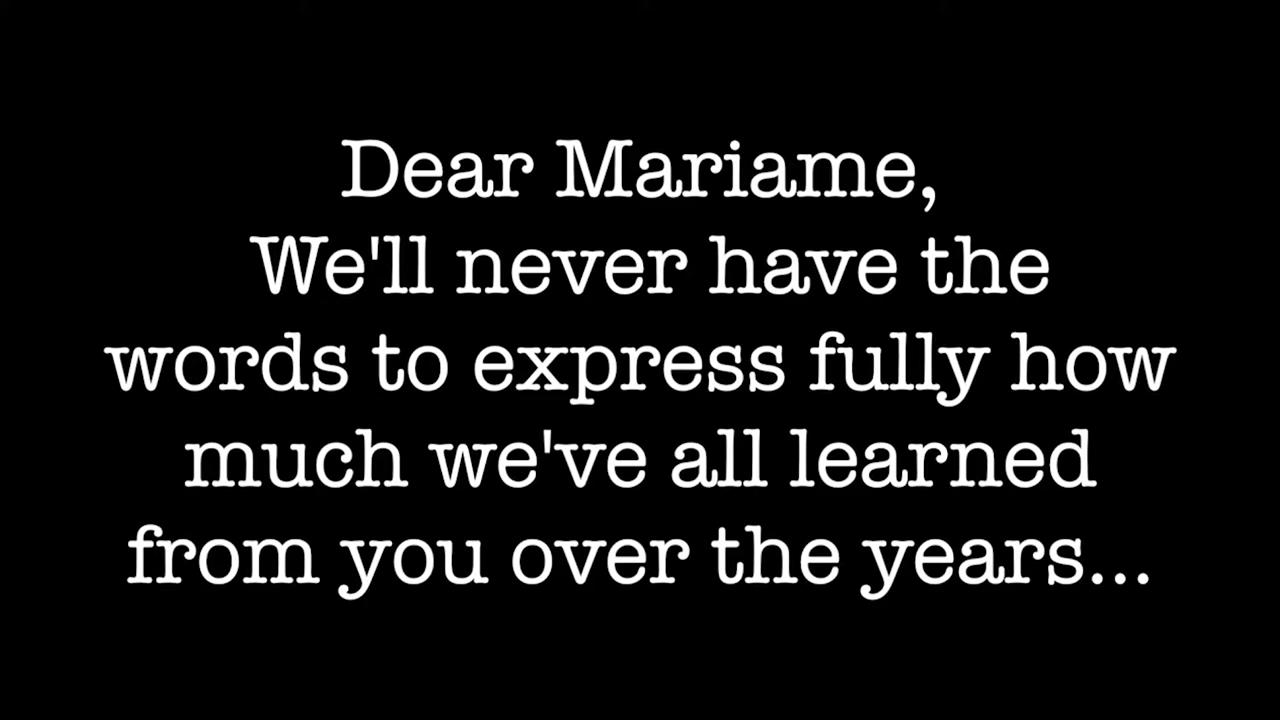 Dear Mariame,
We'll never have the
words to express fully how
much we've all learned
from you over the years...